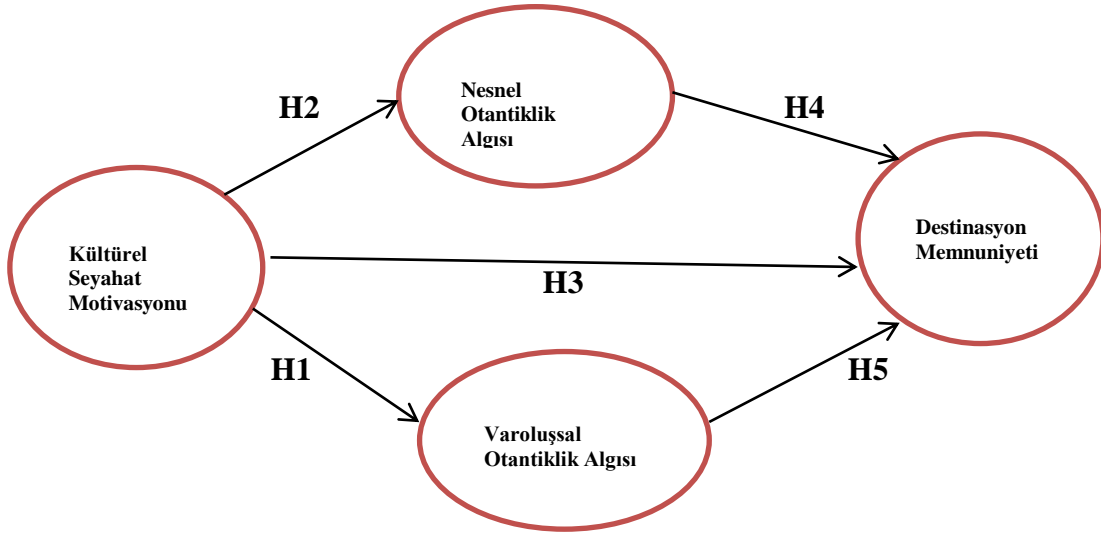 Nesnel
Otantiklik
Algısı
H2
H4
Kültürel
Seyahat
Motivasyonu
H3
Destinasyon
Memnuniyeti
H1
H5
Varoluşsal
Otantiklik Algısı